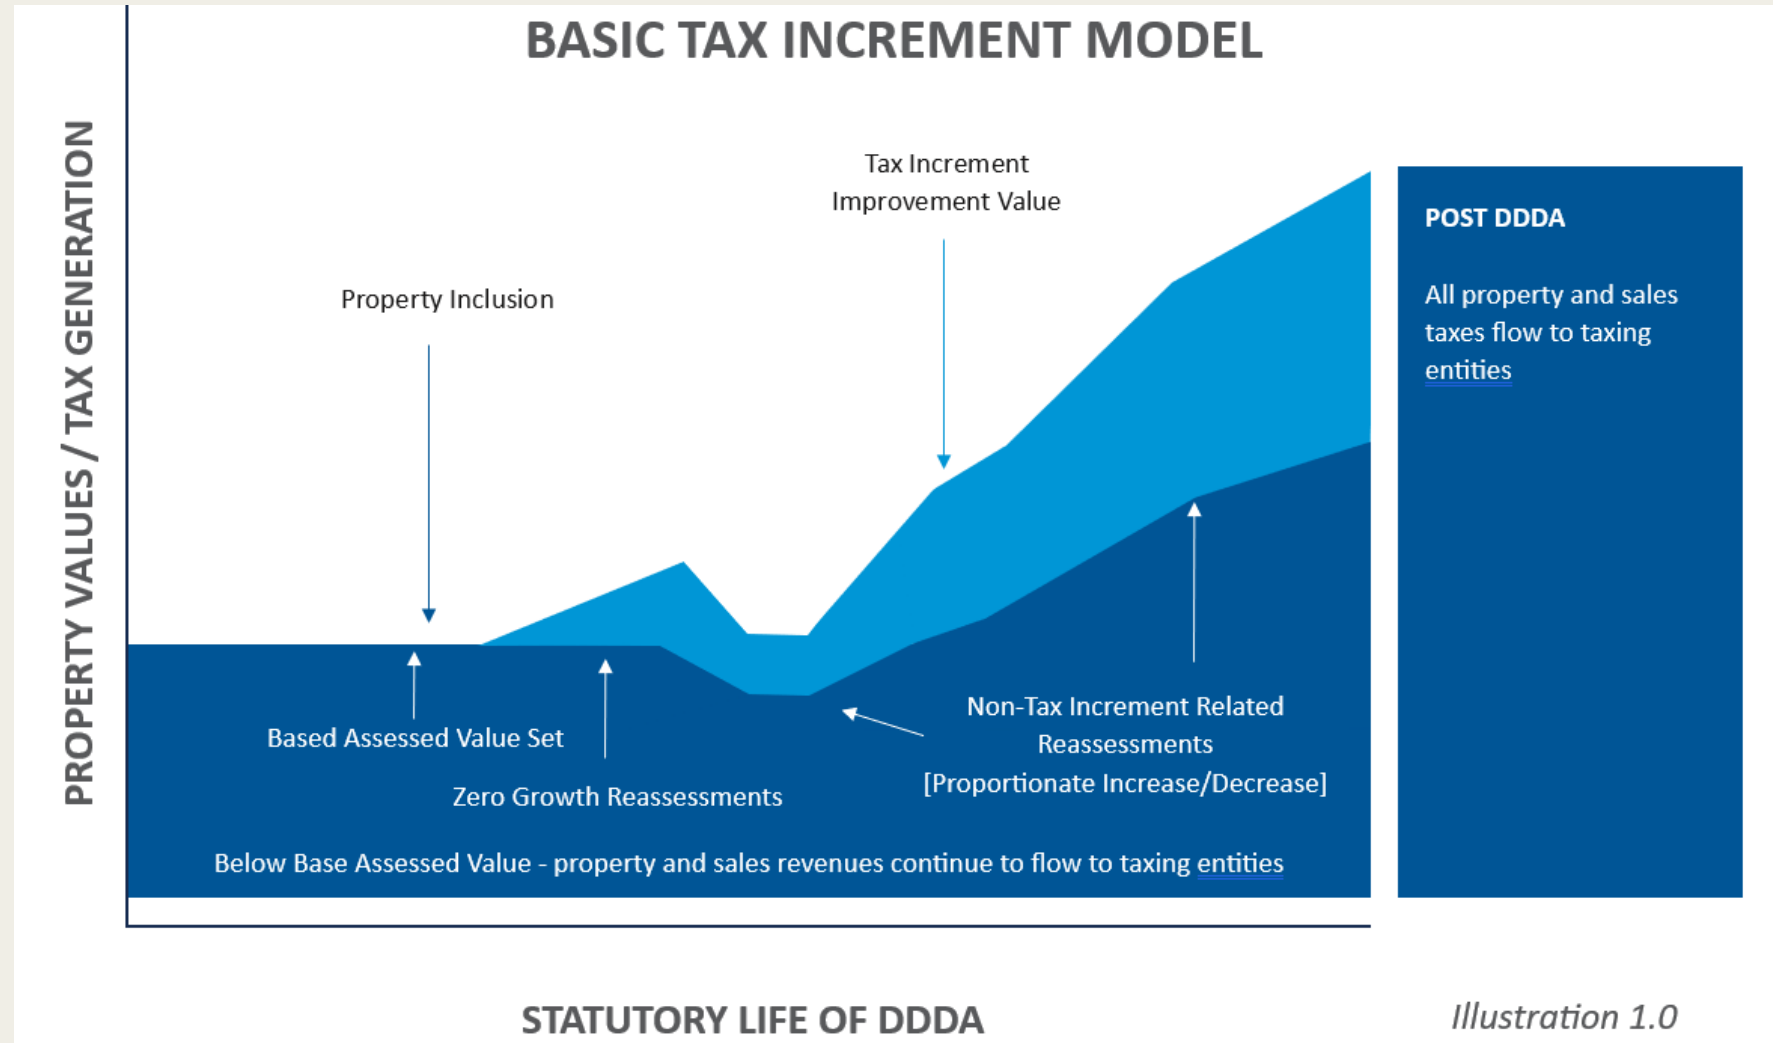 BASIC TAX INCREMENT MODEL
PROPERTY VALUES / TAX GENERATION
Tax Increment
Improvement Value
Property Inclusion
POST DDDA
All property and sales
taxes flow to taxing
entities
Based Assessed Value Set
Zero Growth Reassessments
Non-Tax Increment Related
Reassessments
[Proportionate Increase/Decrease]
Below Base Assessed Value - property and sales revenues continue to flow to taxing entities
STATUTORY LIFE OF DDDA
Illustration 1.0